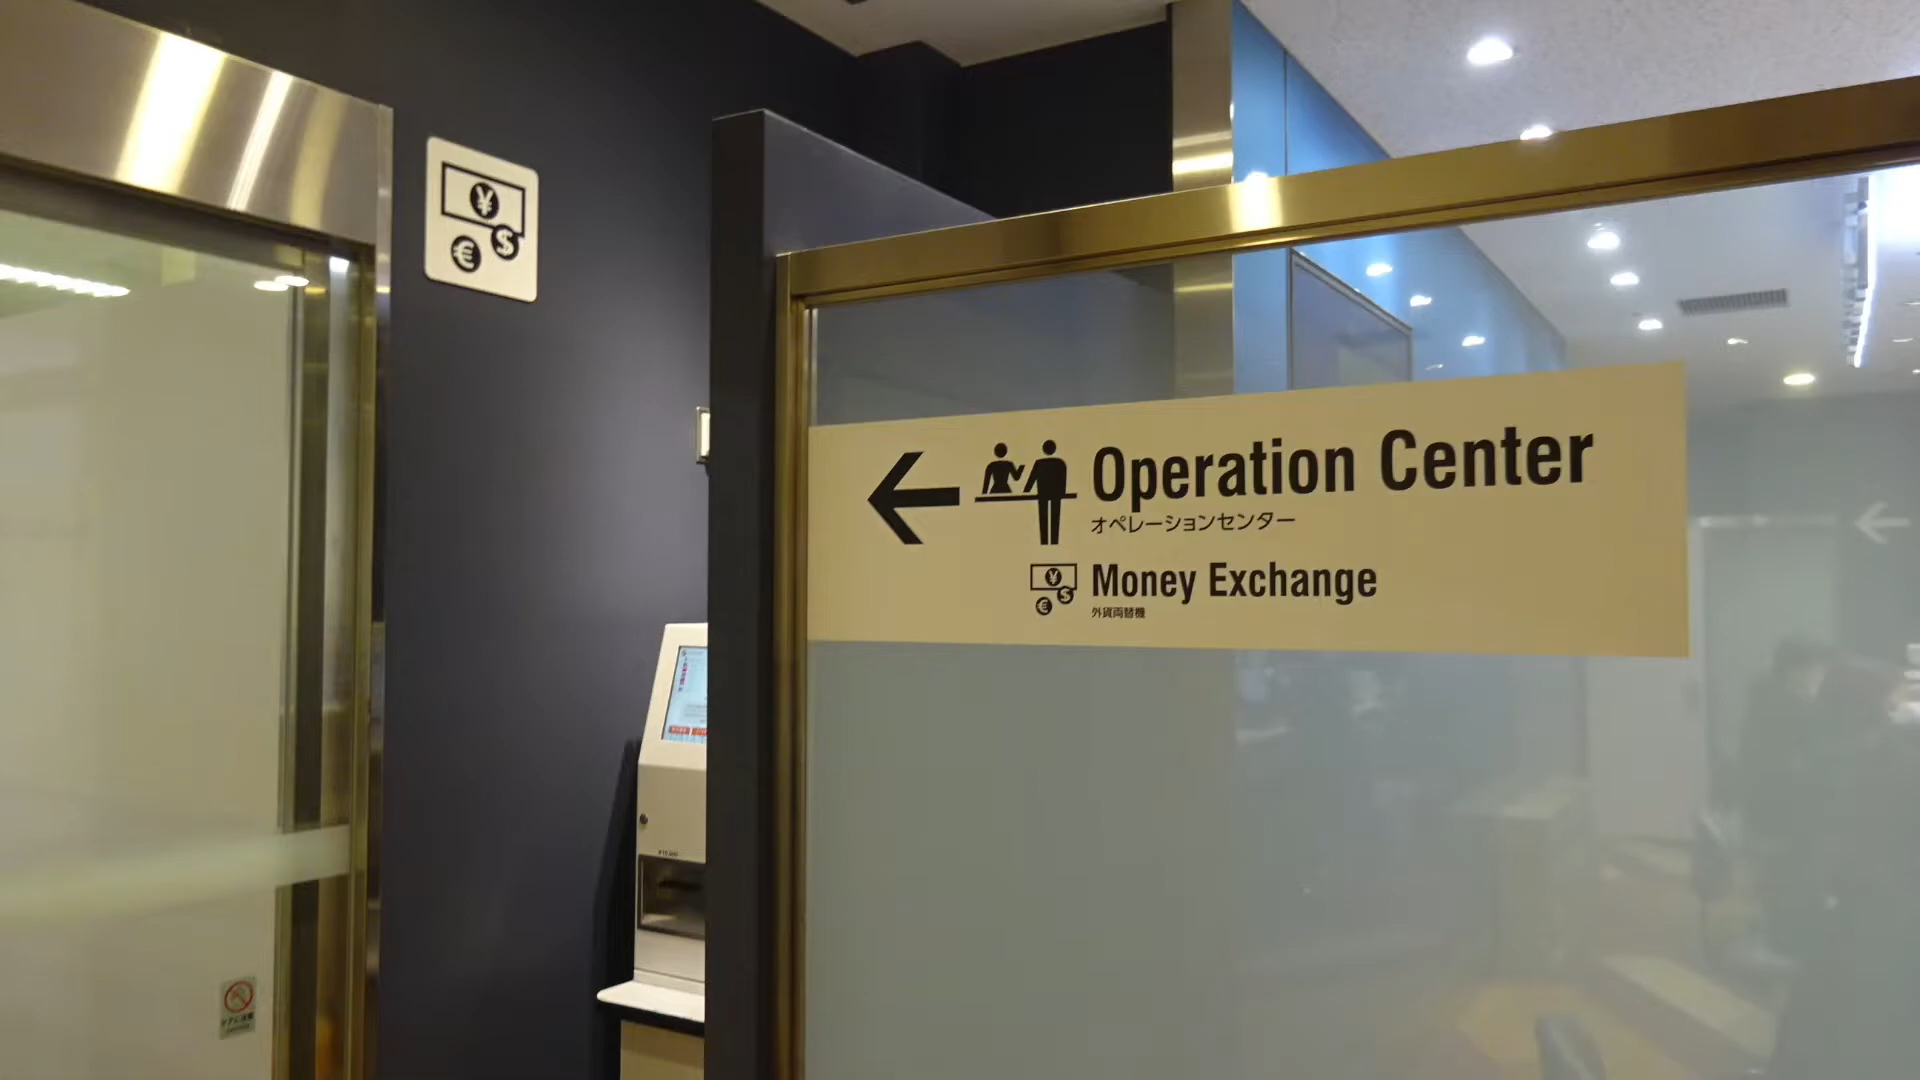 ¥
$
€
Operation Center
オペレーションセンター
¥
$
€
Money Exchange
外貨両替機